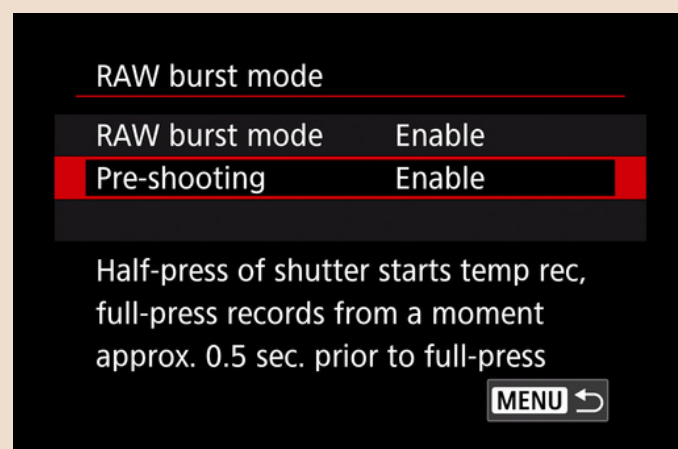 RAW burst mode
RAW burst mode Enable
Pre-shooting Enable
Half-press of shutter starts temp rec,
full-press records from a moment
approx. 0.5 sec. prior to full-press
MENU